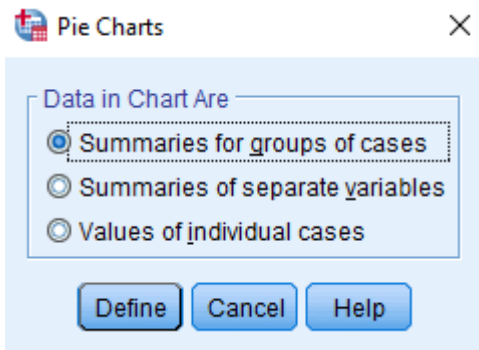 Pie Charts
Data in Chart Are
Summaries for groups of cases
Summaries of separate variables
Values of individual cases
Define Cancel Help